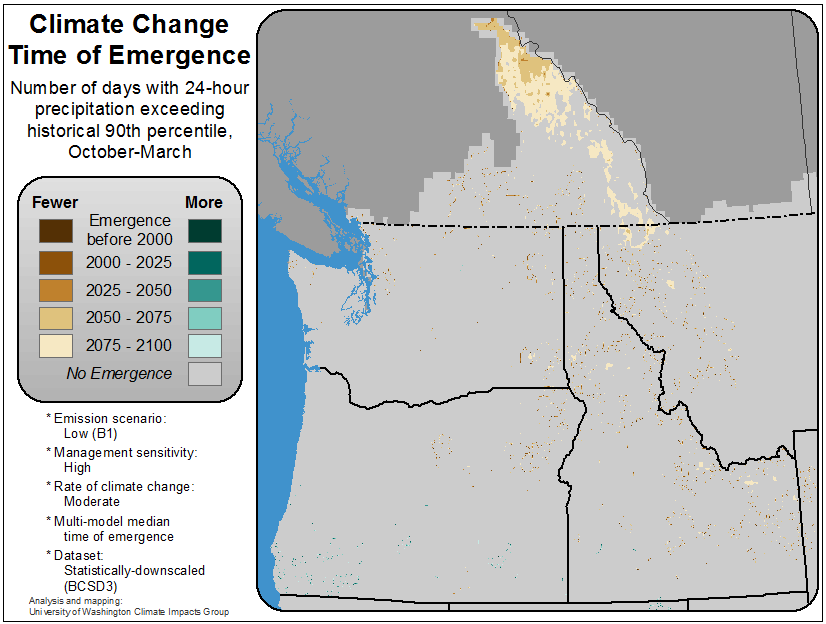 Climate Change
Time of Emergence
Number of days with 24-hour
precipitation exceeding
historical 90th percentile,
October-March
Fewer More
Emergence
before 2000
2000 - 2025
2025 - 2050
2050 - 2075
2075 - 2100
No Emergence
* Emission scenario:
Low (B1)
* Management sensitivity:
High
* Rate of climate change:
Moderate
* Multi-model median
time of emergence
* Dataset:
Statistically-downscaled
(BCSD3)
Analysis and mapping:
University of Washington Climate Impacts Group